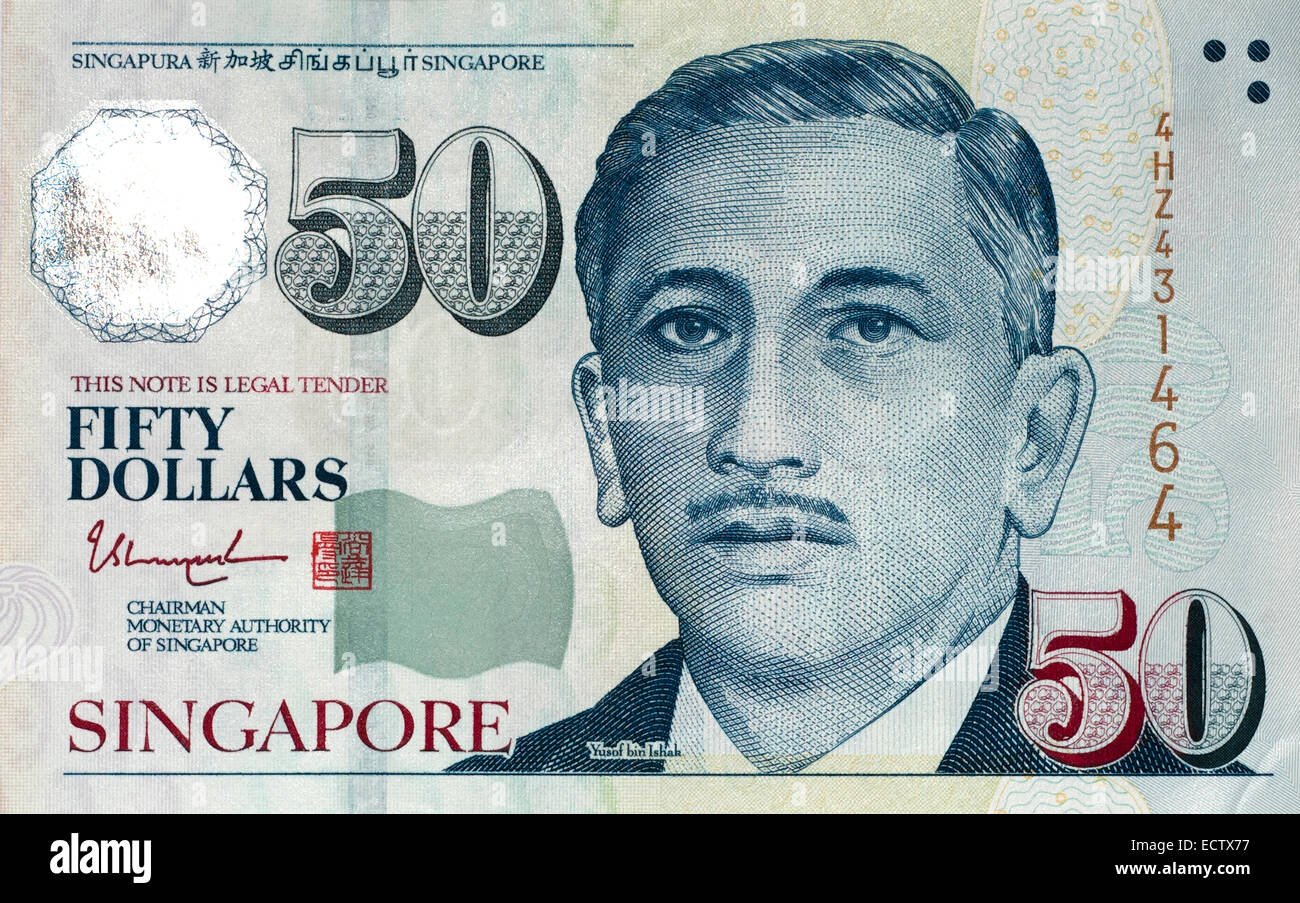 SINGAPURA 新加坡 சிங்கப்பூர் SINGAPORE
50
THIS NOTE IS LEGAL TENDER
FIFTY
DOLLARS
CHAIRMAN
MONETARY AUTHORITY
OF SINGAPORE
SINGAPORE
Yusof bin Ishak
4HZ431464
50
alamy
Image ID: ECTX77
www.alamy.com